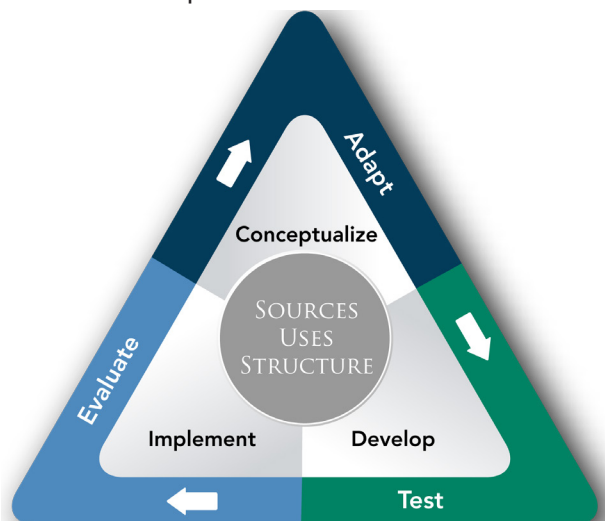 Adapt
Conceptualize
SOURCES
USES
STRUCTURE
Evaluate
Implement
Develop
Test